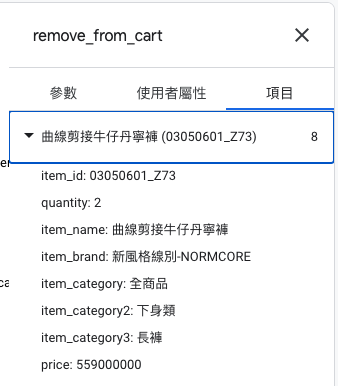 remove_from_cart
參數 使用者屬性 項目
曲線剪接牛仔丹寧褲 (03050601_Z73) 8
er
item_id: 03050601_Z73
quantity: 2
item_name: 曲線剪接牛仔丹寧褲
item_brand: 新風格線別-NORMCORE
ca
item_category: 全商品
item_category2: 下身類
item_category3: 長褲
price: 559000000